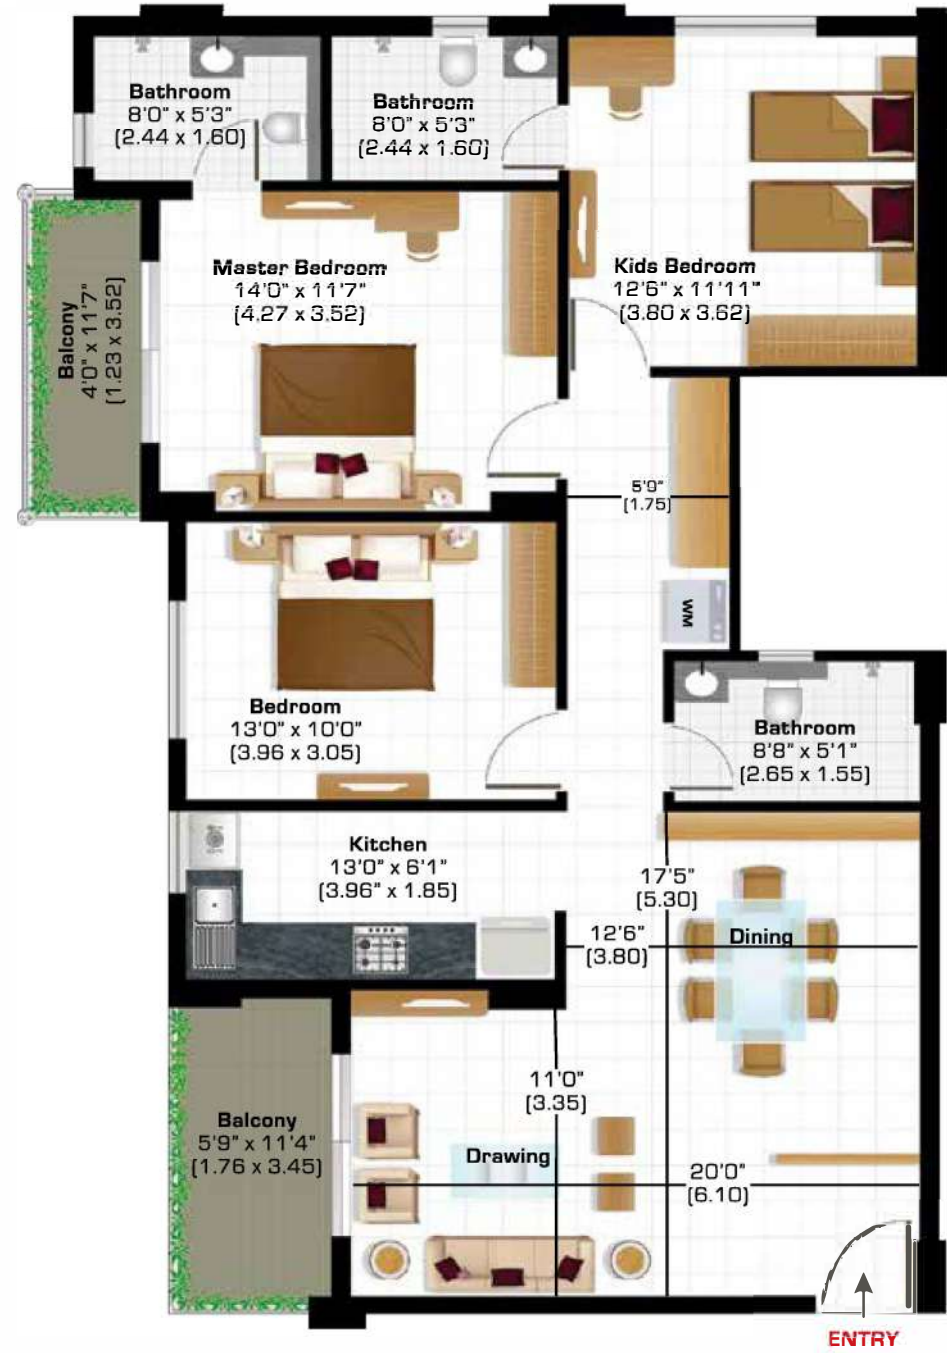 Bathroom
8'0" x 5'3"
(2.44 x 1.60)
Bathroom
8'0" x 5'3"
(2.44 x 1.60)
Master Bedroom
14'0" x 11'7"
(4.27 x 3.52)
Kids Bedroom
12'6" x 11'11"
(3.80 x 3.62)
Balcony
4'0" x 11'7"
(1.23 x 3.52)
5'9"
(1.75)
WM
Bedroom
13'0" x 10'0"
(3.96 x 3.05)
Bathroom
8'8" x 5'1"
(2.65 x 1.55)
Kitchen
13'0" x 6'1"
(3.96" x 1.85)
17'5"
(5.30)
12'6"
(3.80)
Dining
11'0"
(3.35)
Balcony
5'9" x 11'4"
(1.76 x 3.45)
Drawing
20'0"
(6.10)
ENTRY